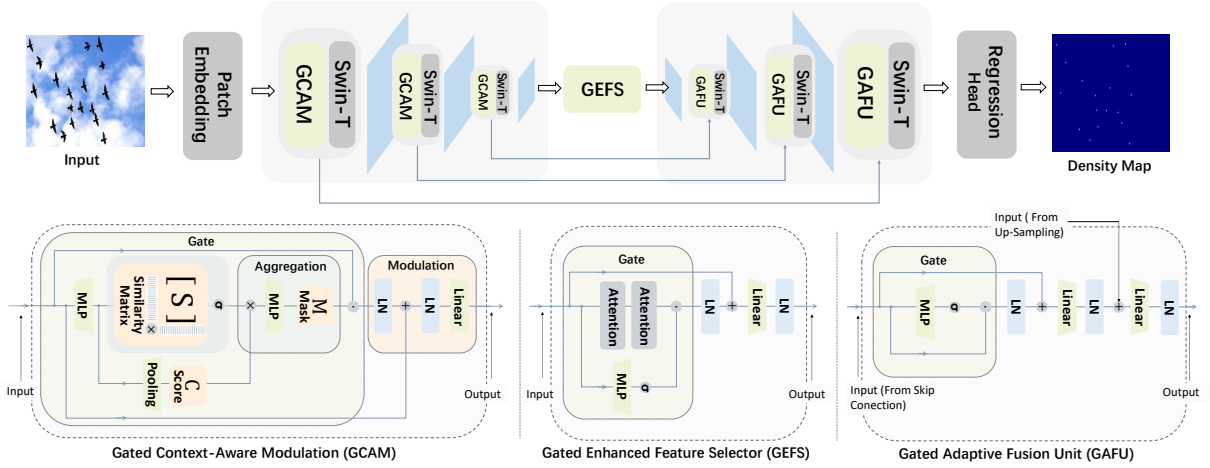 Input
Patch
Embedding
GCAM
Swin-T
GCAM
Swin-T
GCAM
Swin-T
GEFS
GAFU
Swin-T
GAFU
Swin-T
GAFU
Swin-T
Regression
Head
Density Map
Gate
MLP
Similarity
Matrix
[ S ]
×
σ
Pooling
C
Score
Aggregation
×
MLP
M
Mask
·
Modulation
LN
+
LN
Linear
Input
Output
Gated Context-Aware Modulation (GCAM)
Gate
Attention
Attention
MLP
σ
·
LN
+
Linear
LN
Input
Output
Gated Enhanced Feature Selector (GEFS)
Input ( From
Up-Sampling)
Gate
MLP
σ
·
LN
+
Linear
LN
+
Linear
LN
Input (From Skip
Conection)
Output
Gated Adaptive Fusion Unit (GAFU)